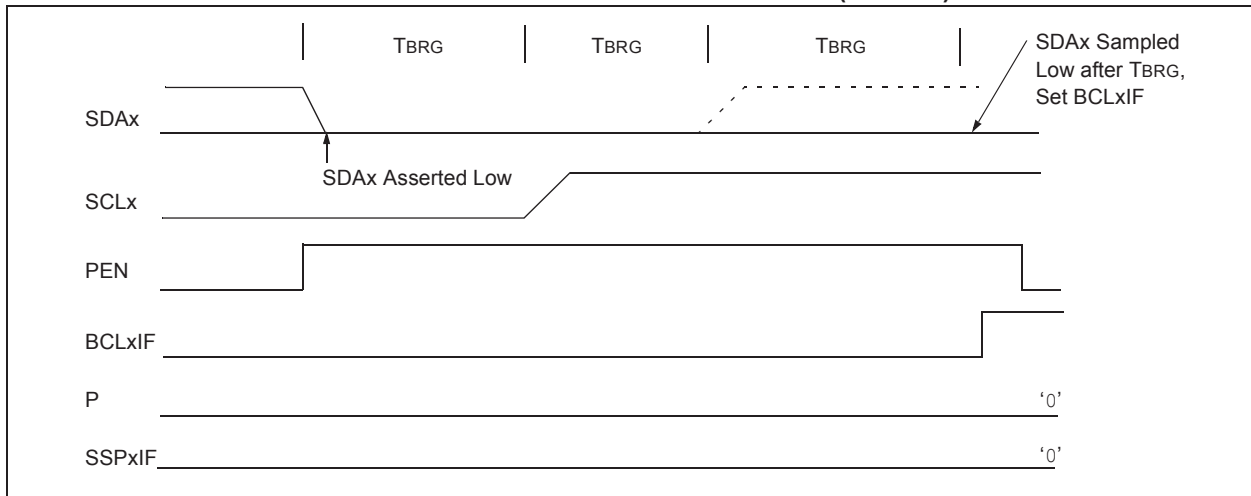 TBRG TBRG TBRG
SDAx Sampled
Low after TBRG,
Set BCLxIF
SDAx
SDAx Asserted Low
SCLx
PEN
BCLxIF
P '0'
SSPxIF '0'